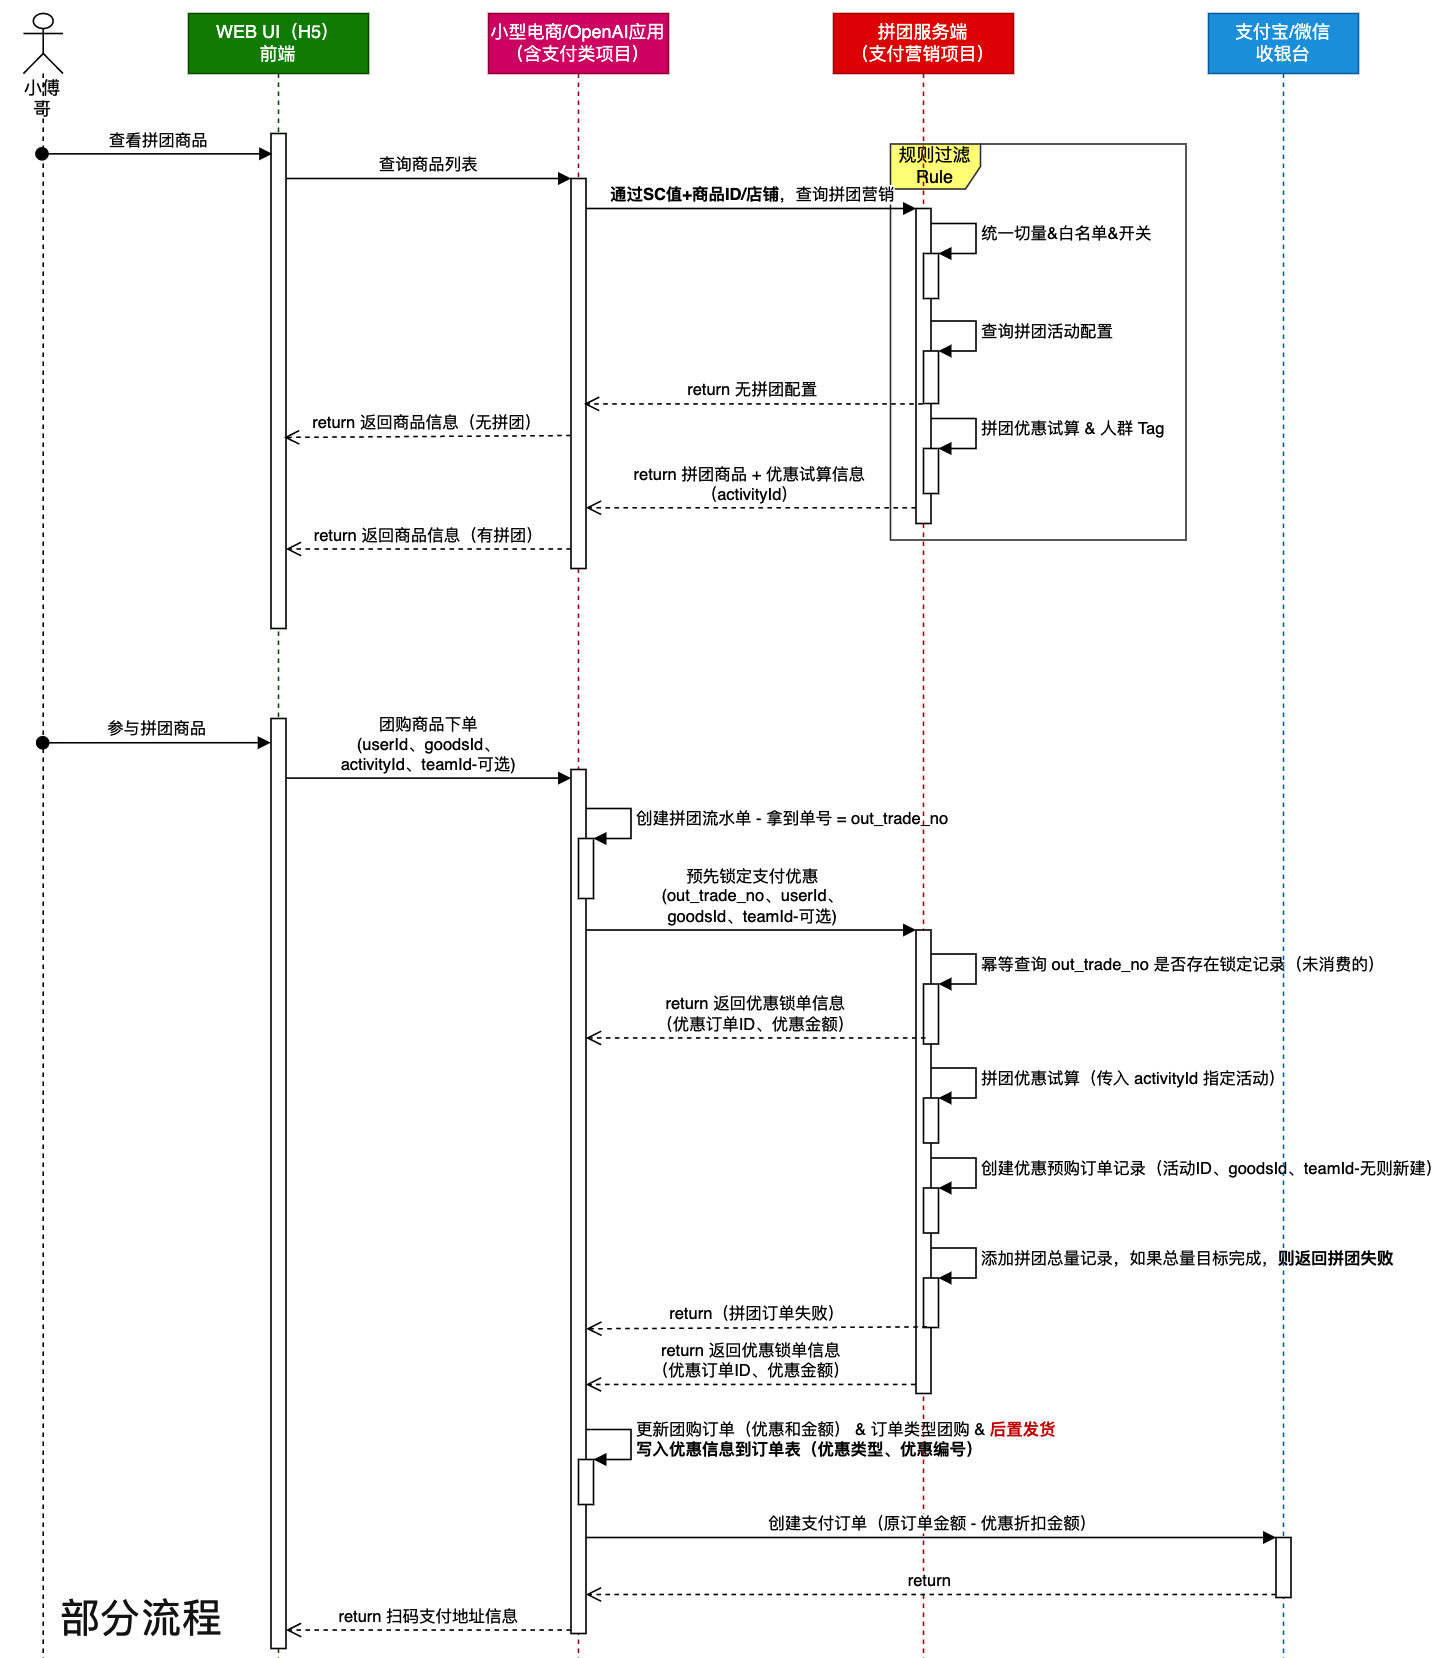 WEB UI（H5）
前端
小型电商/OpenAI应用
（含支付类项目）
拼团服务端
（支付营销项目）
支付宝/微信
收银台
小傅
哥
查看拼团商品
查询商品列表
规则过滤
Rule
通过SC值+商品ID/店铺，查询拼团营销
统一切量&白名单&开关
查询拼团活动配置
return 无拼团配置
return 返回商品信息（无拼团）
拼团优惠试算 & 人群 Tag
return 拼团商品 + 优惠试算信息
（activityId）
return 返回商品信息（有拼团）
参与拼团商品
团购商品下单
(userId、goodsId、
activityId、teamId-可选)
创建拼团流水单 - 拿到单号 = out_trade_no
预先锁定支付优惠
(out_trade_no、userId、
goodsId、teamId-可选)
幂等查询 out_trade_no 是否存在锁定记录（未消费的）
return 返回优惠锁单信息
（优惠订单ID、优惠金额）
拼团优惠试算（传入 activityId 指定活动）
创建优惠预购订单记录（活动ID、goodsId、teamId-无则新建）
添加拼团总量记录，如果总量目标完成，则返回拼团失败
return（拼团订单失败）
return 返回优惠锁单信息
（优惠订单ID、优惠金额）
更新团购订单（优惠和金额） & 订单类型团购 & 后置发货
写入优惠信息到订单表（优惠类型、优惠编号）
创建支付订单（原订单金额 - 优惠折扣金额）
return
return 扫码支付地址信息
部分流程